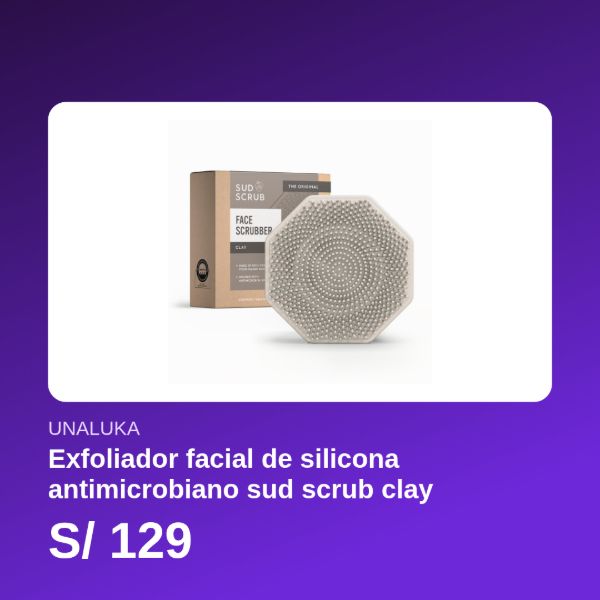 SUD
SCRUB
THE ORIGINAL
FACE
SCRUBBER
CLAY
UNALUKA
Exfoliador facial de silicona
antimicrobiano sud scrub clay
S/ 129